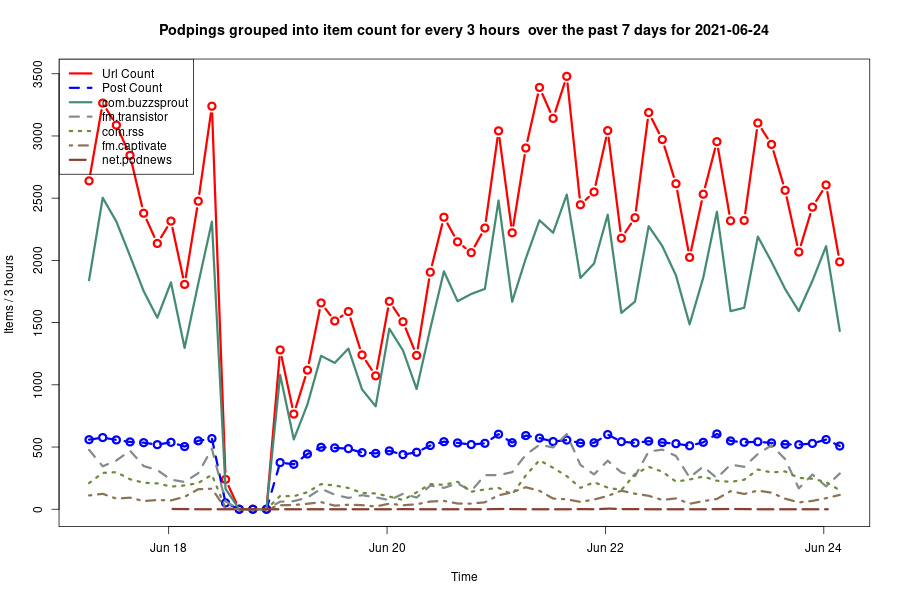 Podpings grouped into item count for every 3 hours  over the past 7 days for 2021-06-24
Url Count
Post Count
com.buzzsprout
fm.transistor
com.rss
fm.captivate
net.podnews
Items / 3 hours
3500
3000
2500
2000
1500
1000
500
0
Jun 18
Jun 20
Jun 22
Jun 24
Time